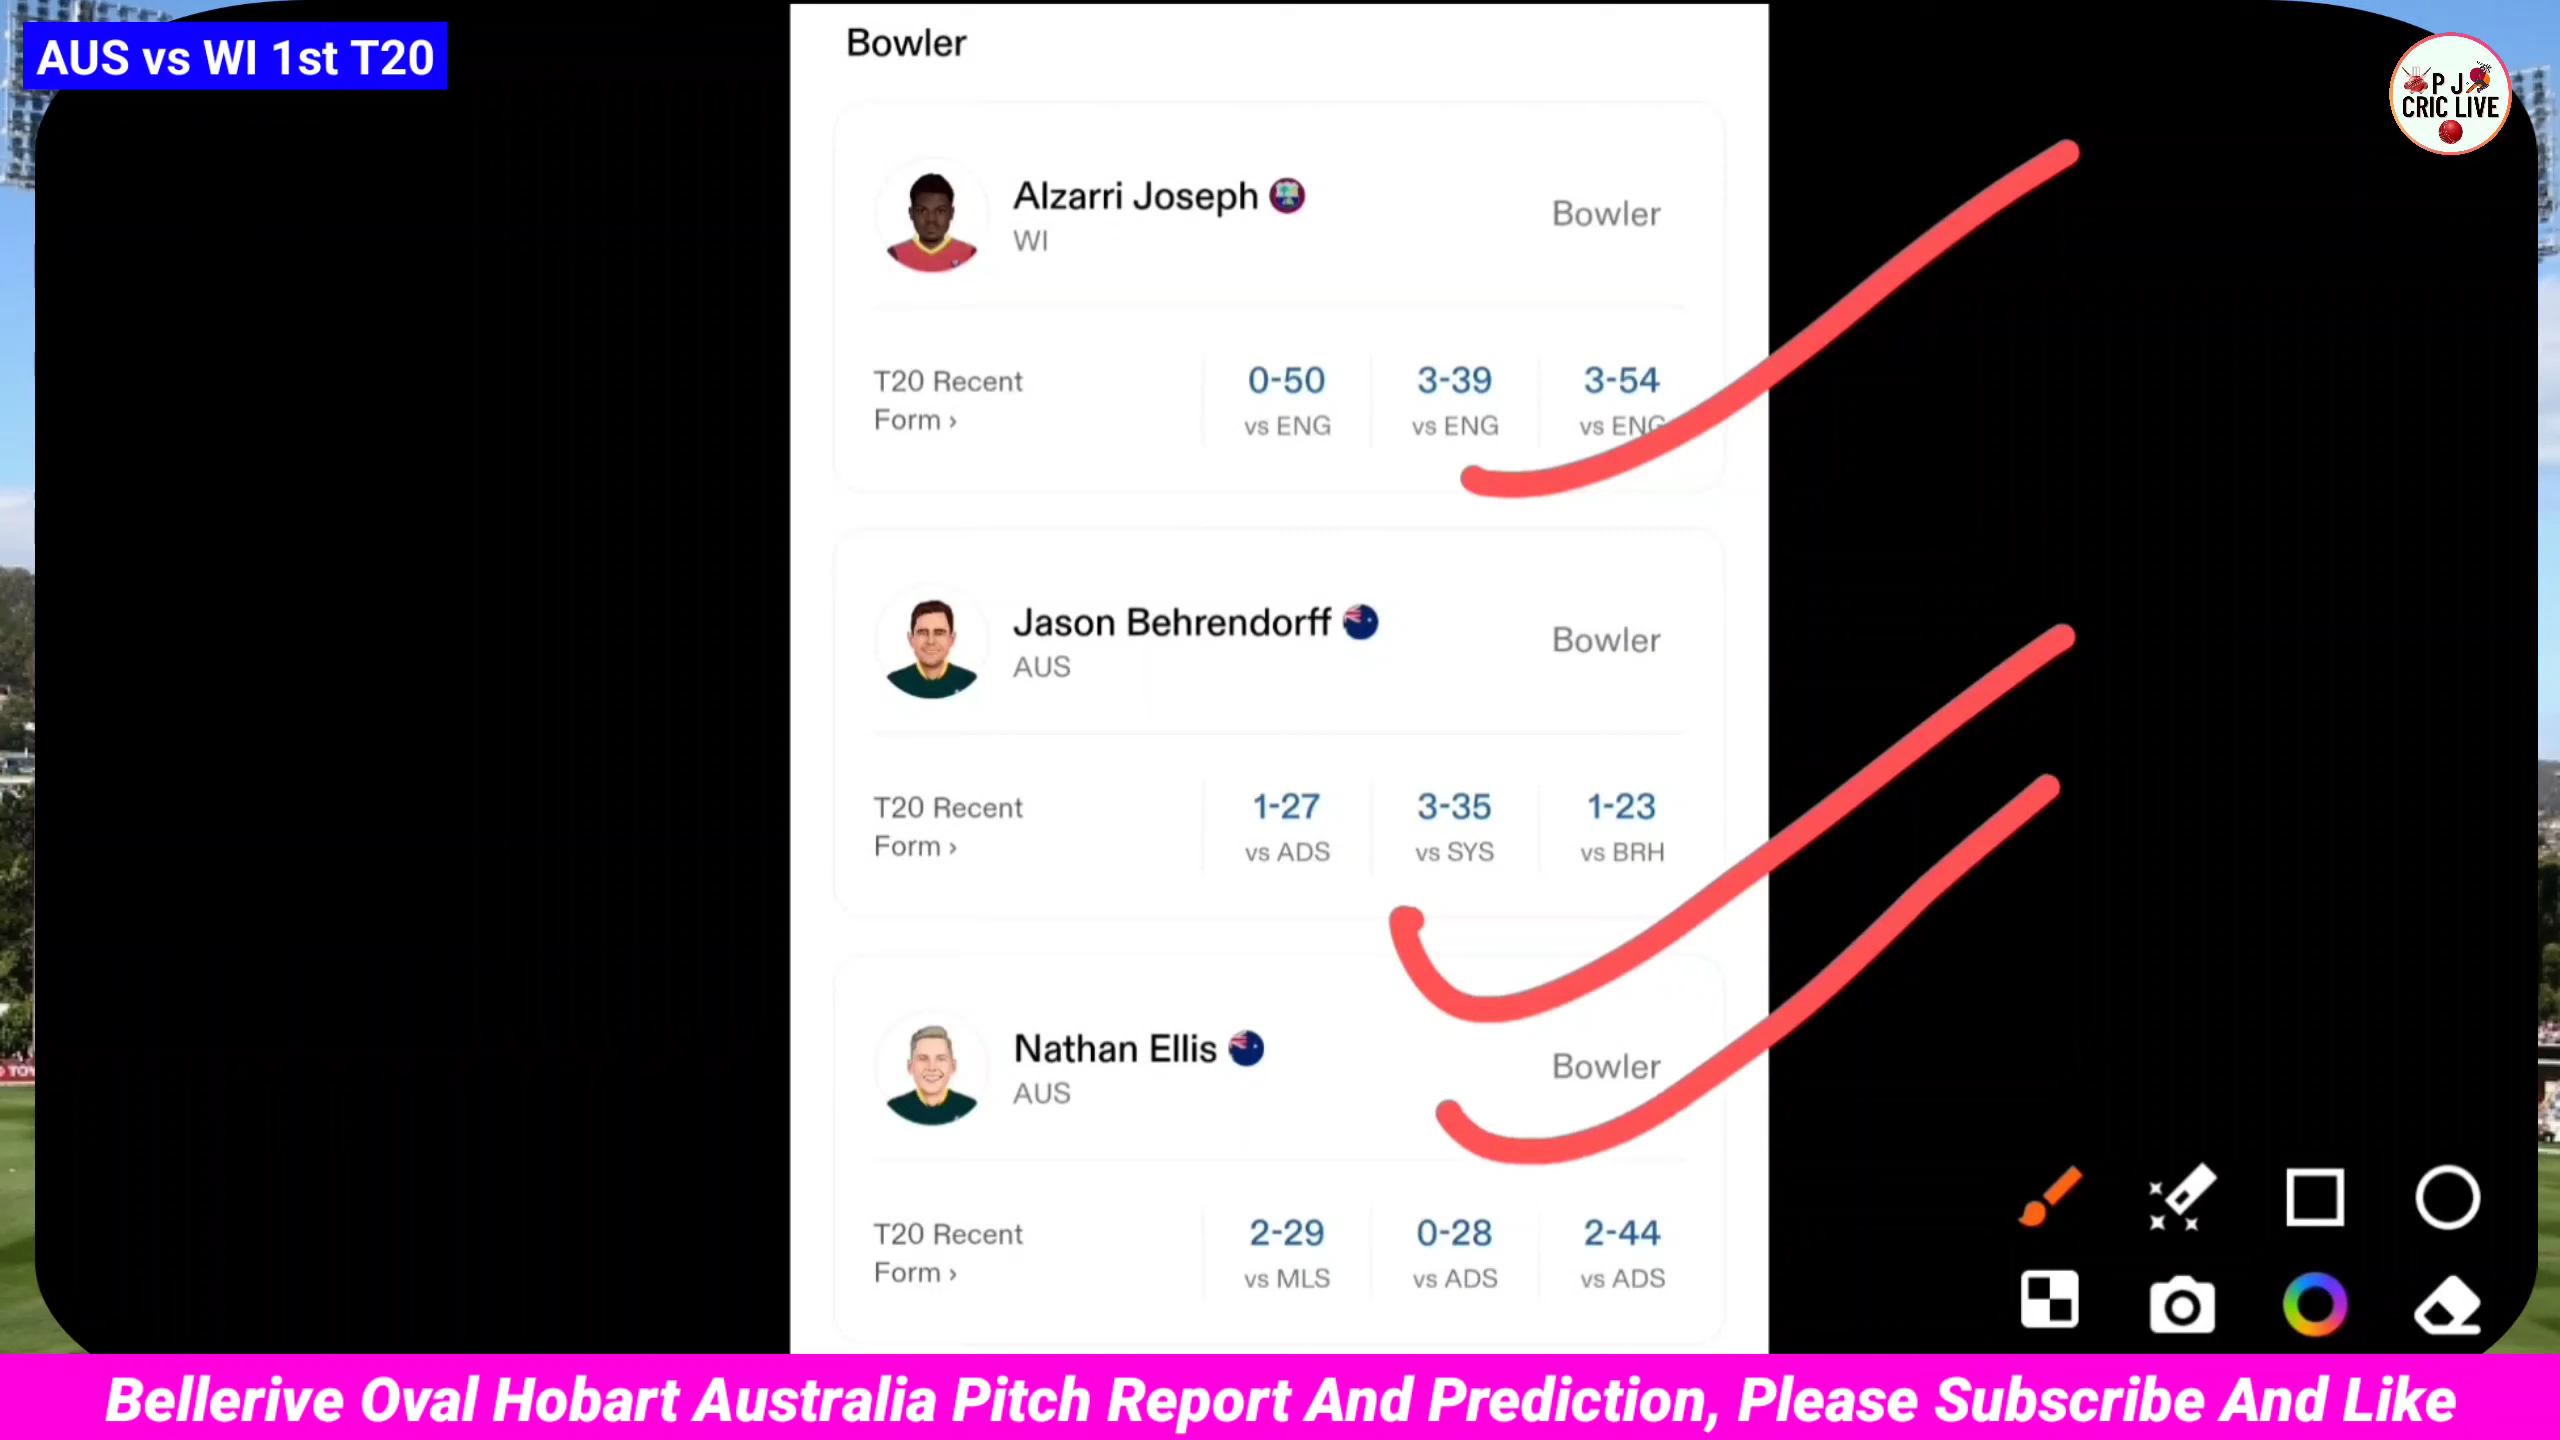 AUS vs WI 1st T20
Bowler
P J
CRIC LIVE
Alzarri Joseph
WI
Bowler
T20 Recent
Form ›
0-50
vs ENG
3-39
vs ENG
3-54
vs ENG
Jason Behrendorff
AUS
Bowler
T20 Recent
Form ›
1-27
vs ADS
3-35
vs SYS
1-23
vs BRH
Nathan Ellis
AUS
Bowler
T20 Recent
Form ›
2-29
vs MLS
0-28
vs ADS
2-44
vs ADS
Bellerive Oval Hobart Australia Pitch Report And Prediction, Please Subscribe And Like